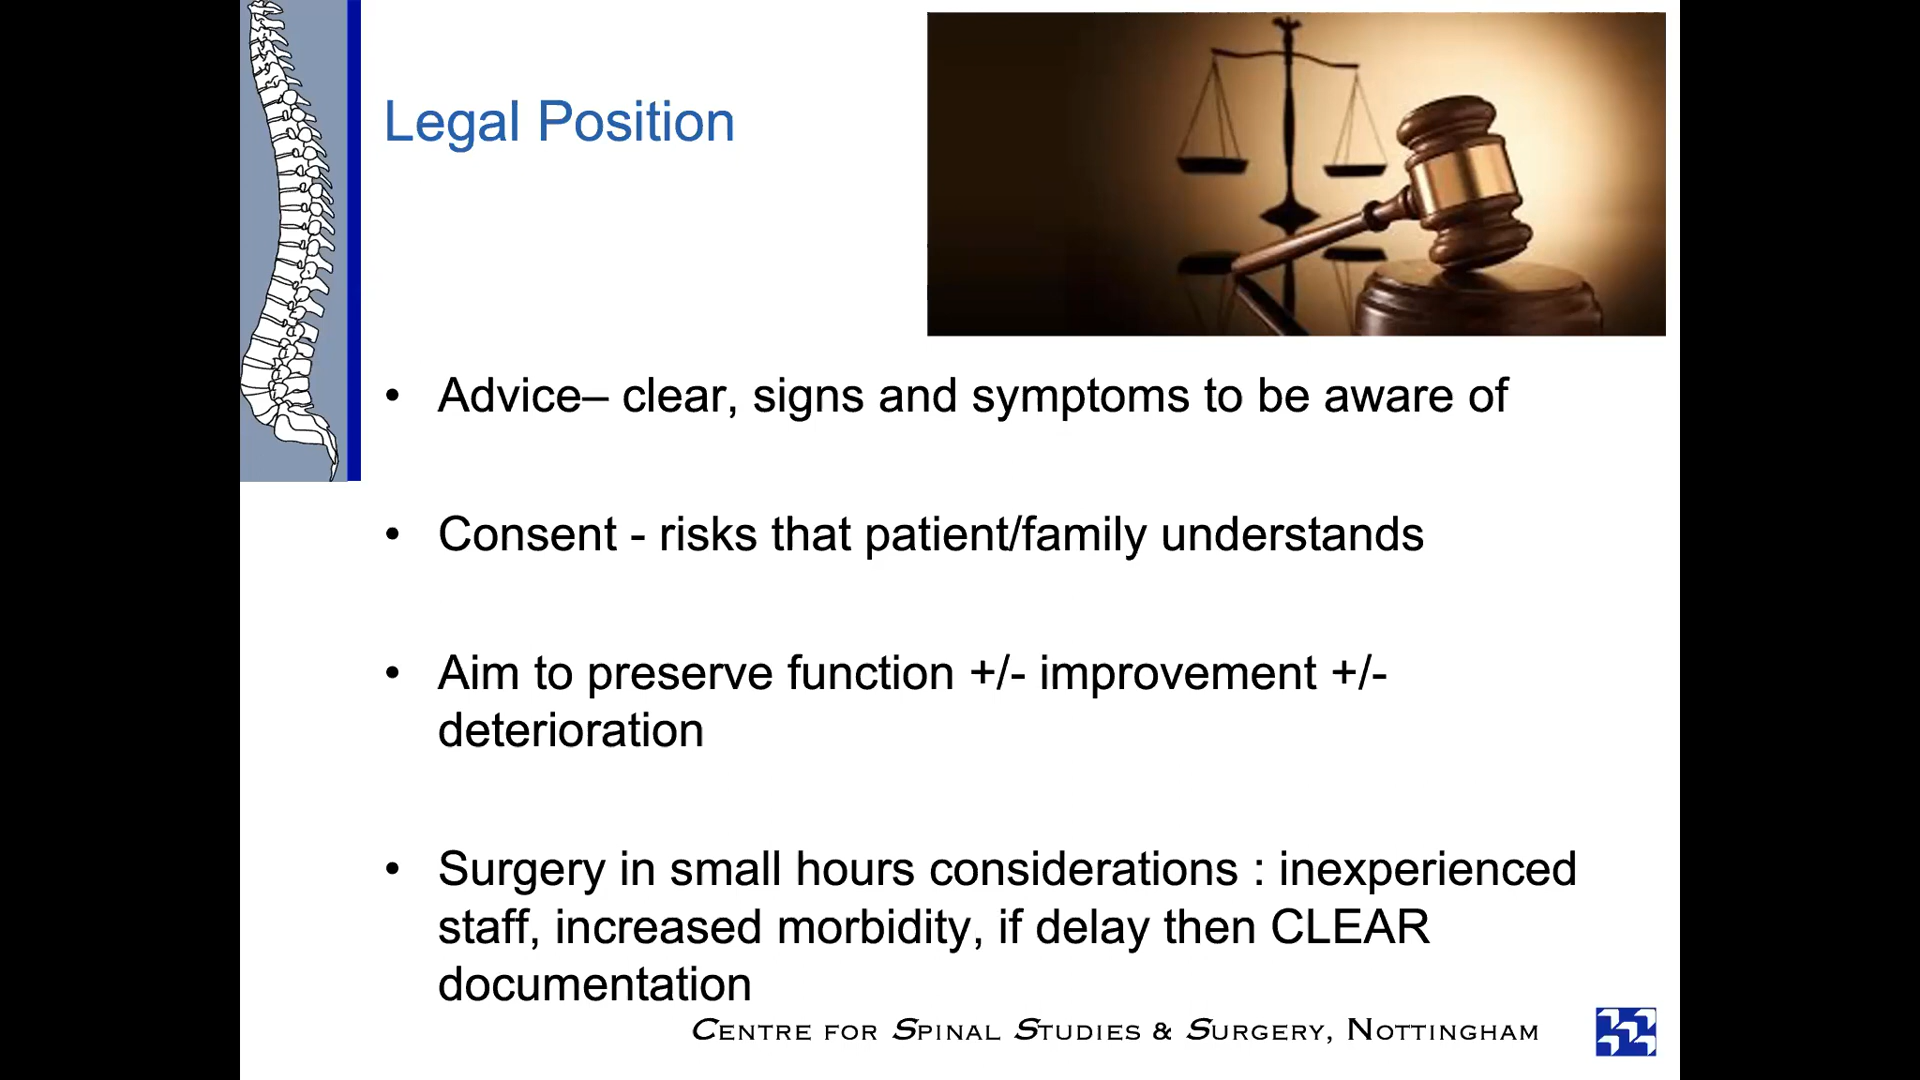 Legal Position
• Advice– clear, signs and symptoms to be aware of
• Consent - risks that patient/family understands
• Aim to preserve function +/- improvement +/-
deterioration
• Surgery in small hours considerations : inexperienced
staff, increased morbidity, if delay then CLEAR
documentation
Centre for Spinal Studies & Surgery, Nottingham